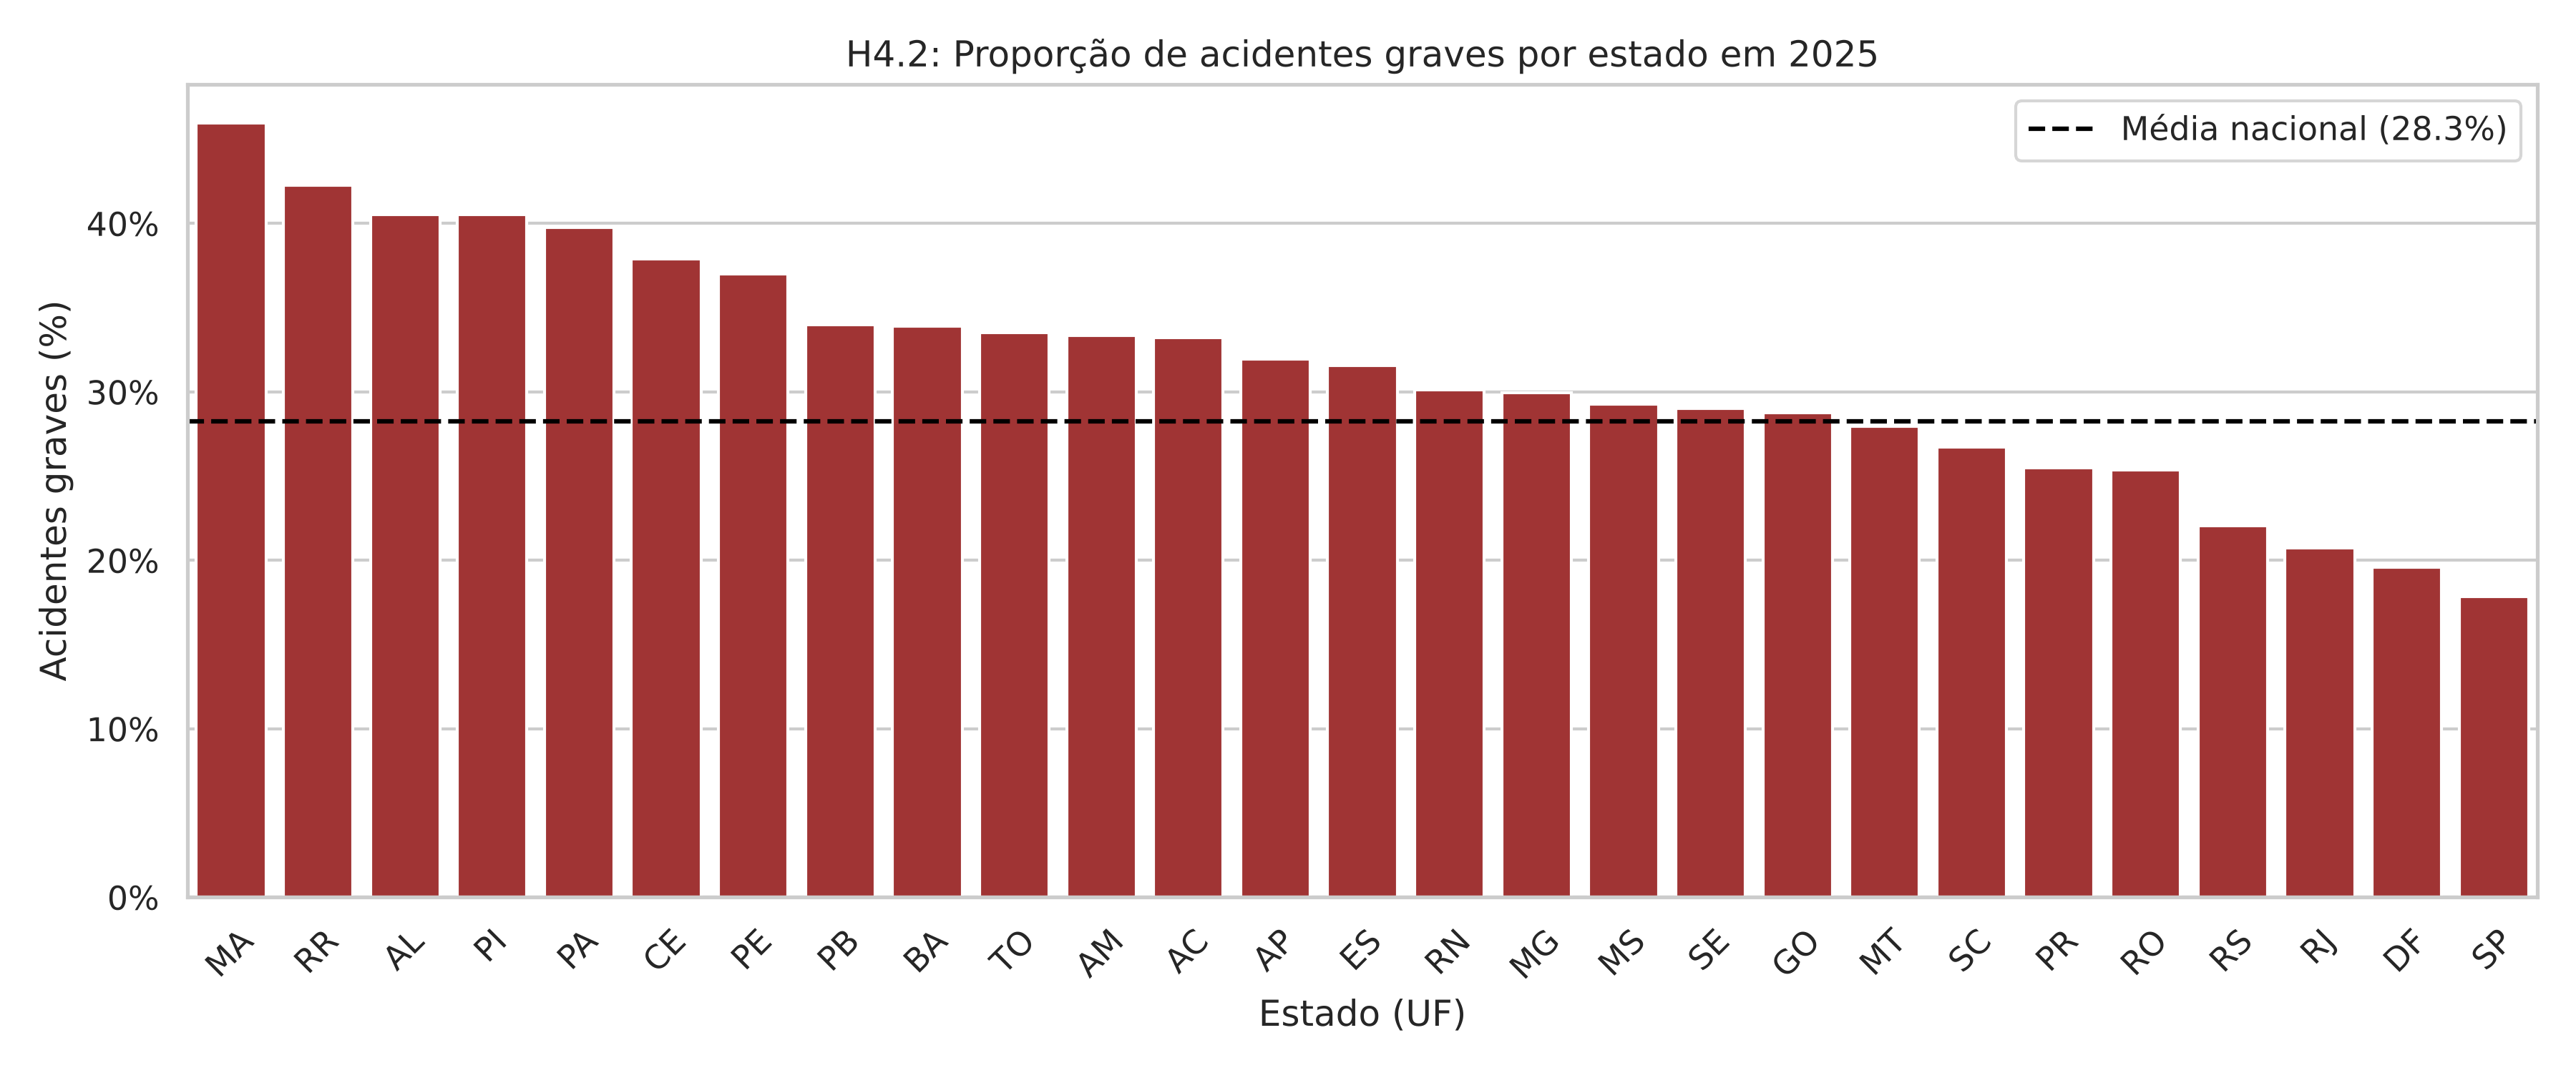 H4.2: Proporção de acidentes graves por estado em 2025
Média nacional (28.3%)
Acidentes graves (%)
40%
30%
20%
10%
0%
MA RR AL PI PA CE PE PB BA TO AM AC AP ES RN MG MS SE GO MT SC PR RO RS RJ DF SP
Estado (UF)